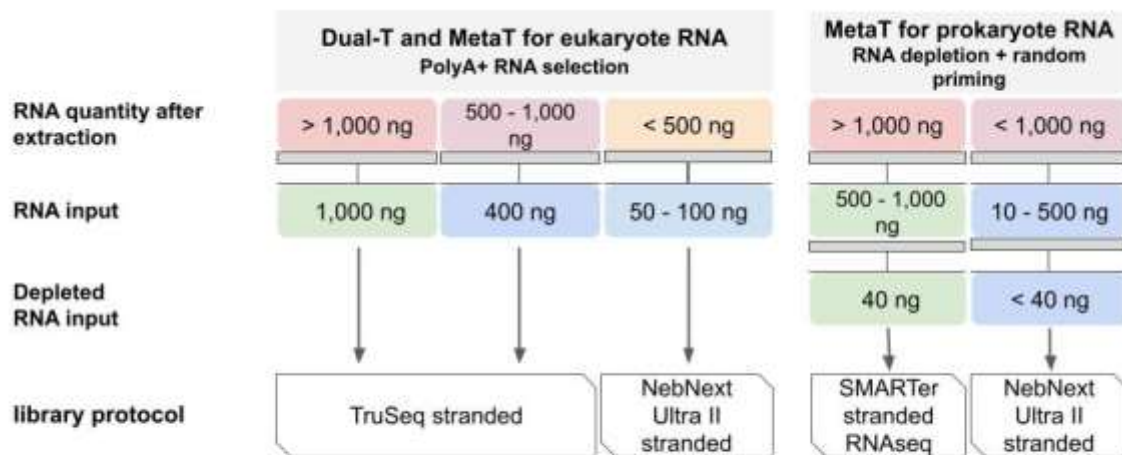 Dual-T and MetaT for eukaryote RNA
PolyA+ RNA selection
MetaT for prokaryote RNA
RNA depletion + random
priming
RNA quantity after
extraction
> 1,000 ng
500 - 1,000
ng
< 500 ng
> 1,000 ng
< 1,000 ng
RNA input
1,000 ng
400 ng
50 - 100 ng
500 - 1,000
ng
10 - 500 ng
Depleted
RNA input
40 ng
< 40 ng
library protocol
TruSeq stranded
NebNext
Ultra II
stranded
SMARTer
stranded
RNAseq
NebNext
Ultra II
stranded